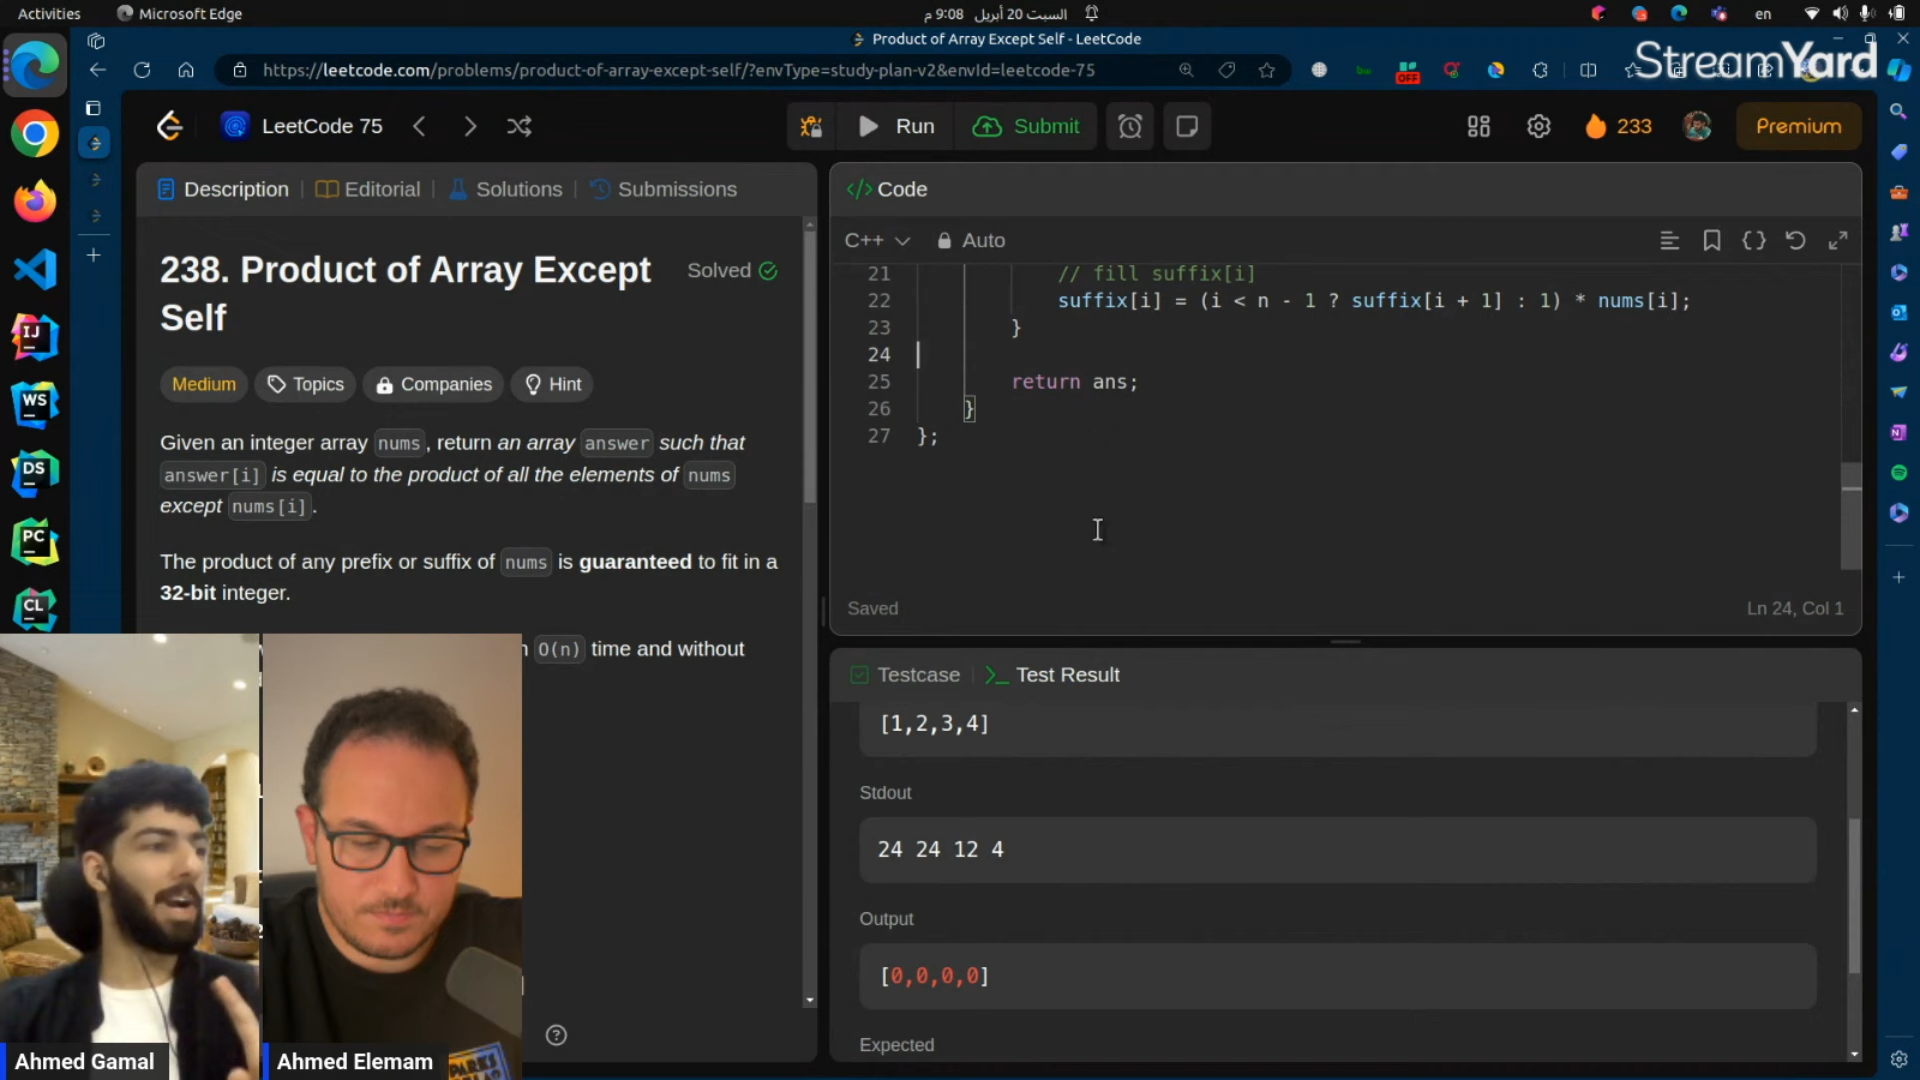 Activities
Microsoft Edge
السبت 20 أبريل 9:08 م
en
Product of Array Except Self - LeetCode
https://leetcode.com/problems/product-of-array-except-self/?envType=study-plan-v2&envId=leetcode-75
OFF
StreamYard
LeetCode 75
Run
Submit
233
Premium
Description
Editorial
Solutions
Submissions
238. Product of Array Except
Self
Solved
Medium
Topics
Companies
Hint
Given an integer array nums, return an array answer such that
answer[i] is equal to the product of all the elements of nums
except nums[i].
The product of any prefix or suffix of nums is guaranteed to fit in a
32-bit integer.
O(n) time and without
</> Code
C++
Auto
21 // fill suffix[i]
22 suffix[i] = (i < n - 1 ? suffix[i + 1] : 1) * nums[i];
23 }
24
25 return ans;
26 }
27 };
Saved
Ln 24, Col 1
Testcase
Test Result
[1,2,3,4]
Stdout
24 24 12 4
Output
[0,0,0,0]
Expected
IJ
WS
DS
PC
CL
Ahmed Gamal
Ahmed Elemam